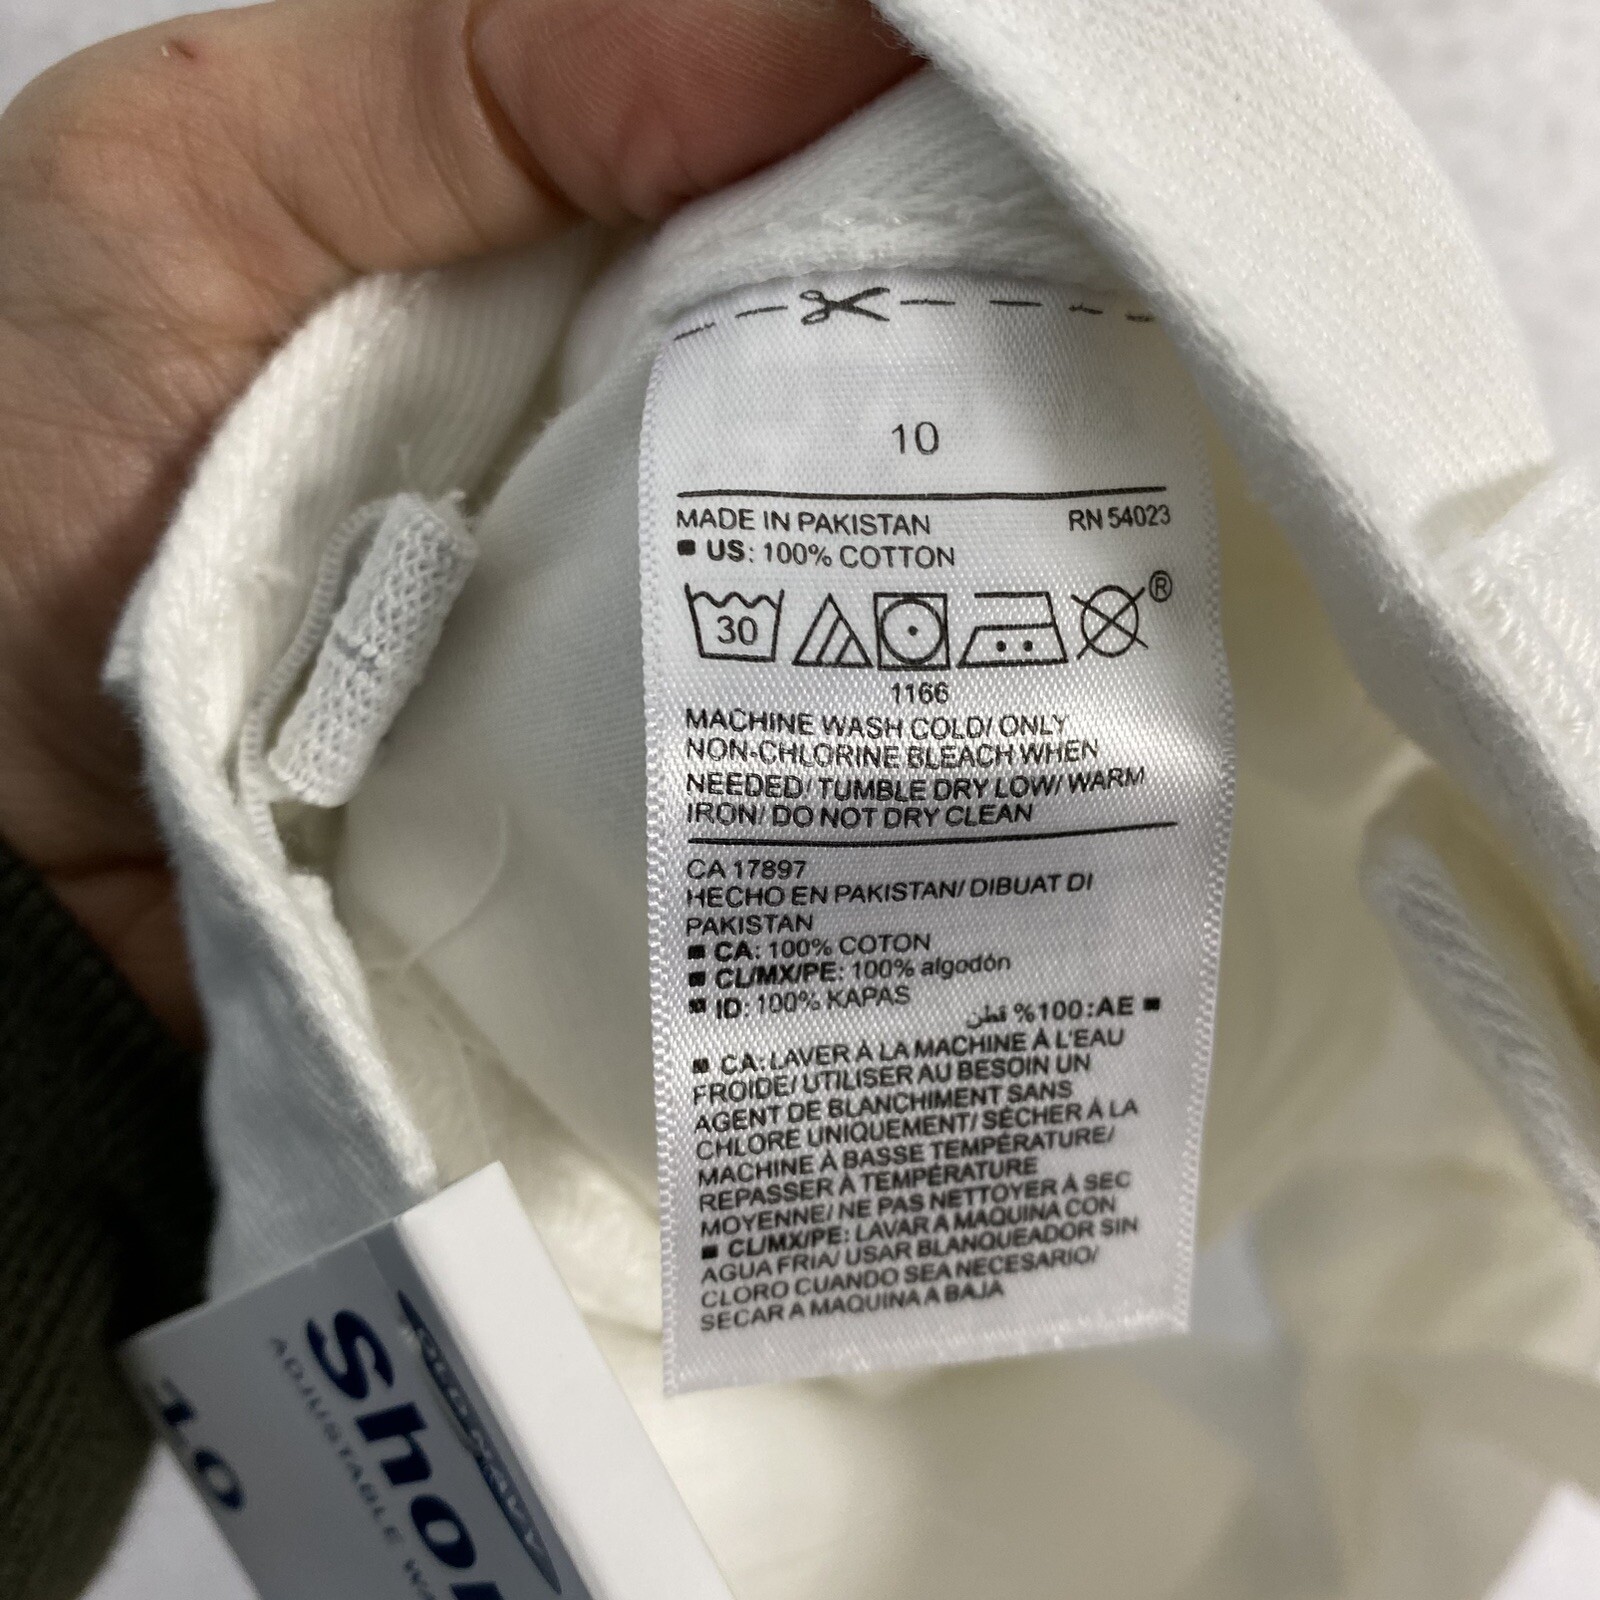 10
MADE IN PAKISTAN RN 54023
■ US: 100% COTTON
30
®
1166
MACHINE WASH COLD/ ONLY
NON-CHLORINE BLEACH WHEN
NEEDED/ TUMBLE DRY LOW/ WARM
IRON/ DO NOT DRY CLEAN
CA 17897
HECHO EN PAKISTAN/ DIBUAT DI
PAKISTAN
■ CA: 100% COTON
■ CL/MX/PE: 100% algodón
■ ID: 100% KAPAS
■ AE:100% قطن
■ CA: LAVER À LA MACHINE À L'EAU
FROIDE/ UTILISER AU BESOIN UN
AGENT DE BLANCHIMENT SANS
CHLORE UNIQUEMENT/ SÉCHER À LA
MACHINE À BASSE TEMPÉRATURE/
REPASSER À TEMPÉRATURE
MOYENNE/ NE PAS NETTOYER À SEC
■ CL/MX/PE: LAVAR A MAQUINA CON
AGUA FRIA/ USAR BLANQUEADOR SIN
CLORO CUANDO SEA NECESARIO/
SECAR A MAQUINA A BAJA
OLD NAVY
Sho
ADJUSTABLE
10